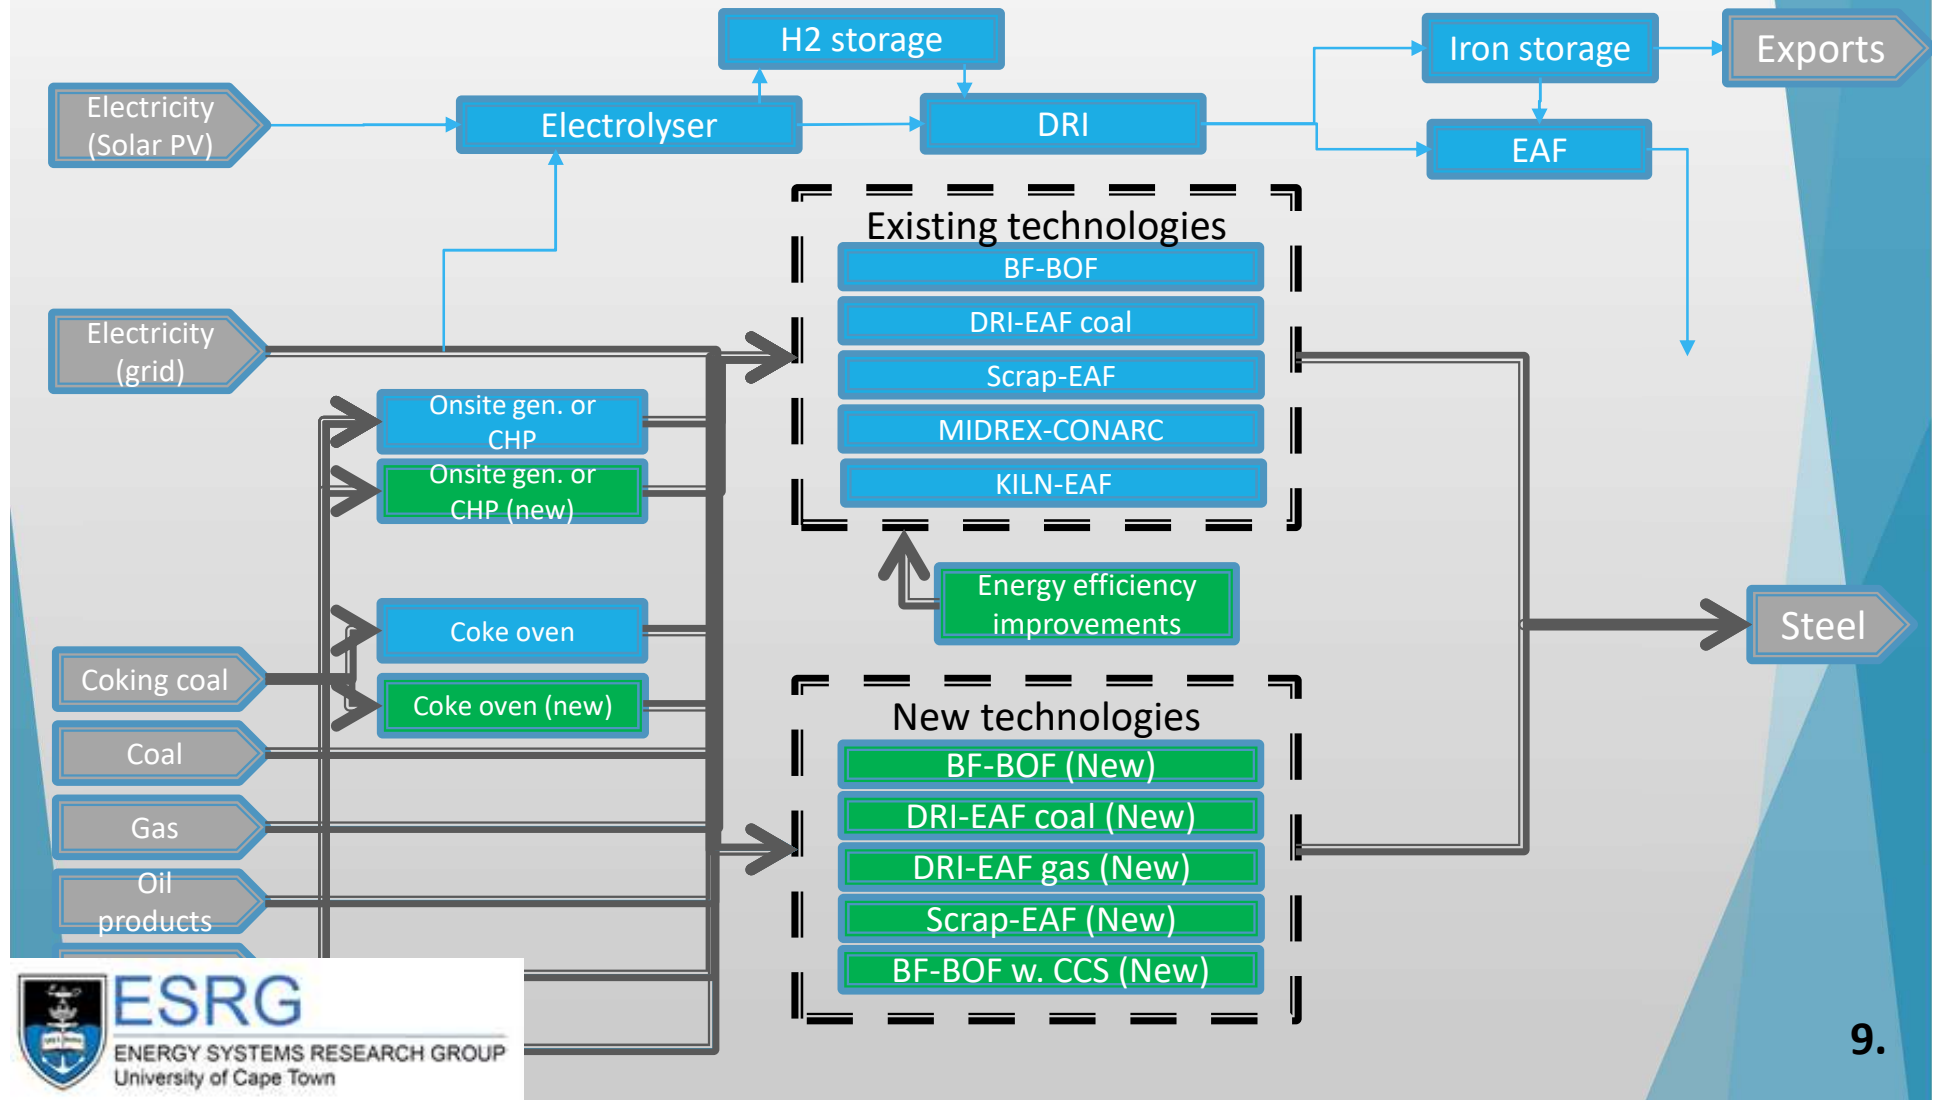 H2 storage
Iron storage
Exports
Electricity
(Solar PV)
Electrolyser
DRI
EAF
Existing technologies
BF-BOF
DRI-EAF coal
Scrap-EAF
MIDREX-CONARC
KILN-EAF
Electricity
(grid)
Onsite gen. or
CHP
Onsite gen. or
CHP (new)
Energy efficiency
improvements
Coke oven
Coke oven (new)
Steel
Coking coal
Coal
Gas
Oil
products
New technologies
BF-BOF (New)
DRI-EAF coal (New)
DRI-EAF gas (New)
Scrap-EAF (New)
BF-BOF w. CCS (New)
ESRG
ENERGY SYSTEMS RESEARCH GROUP
University of Cape Town
9.